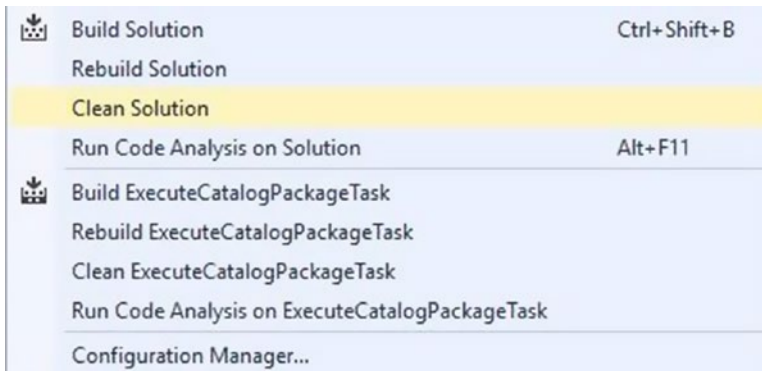 Build Solution Ctrl+Shift+B
Rebuild Solution
Clean Solution
Run Code Analysis on Solution Alt+F11
Build ExecuteCatalogPackageTask
Rebuild ExecuteCatalogPackageTask
Clean ExecuteCatalogPackageTask
Run Code Analysis on ExecuteCatalogPackageTask
Configuration Manager...